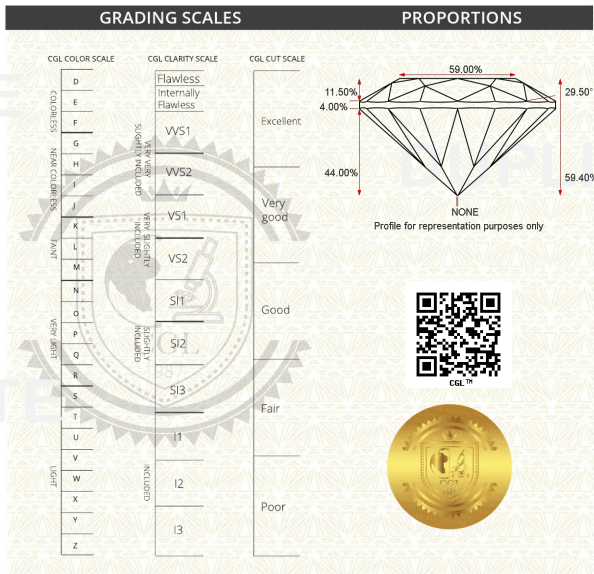 GRADING SCALES
PROPORTIONS
CGL COLOR SCALE
CGL CLARITY SCALE
CGL CUT SCALE
D
E
F
G
H
I
J
K
L
M
N
O
P
Q
R
S
T
U
V
W
X
Y
Z
COLORLESS
NEAR COLORLESS
TAINT
VERY LIGHT
LIGHT
Flawless
Internally
Flawless
VVS1
VVS2
VS1
VS2
SI1
SI2
SI3
I1
I2
I3
VERY VERY
SLIGHTLY INCLUDED
VERY SLIGHTLY
INCLUDED
SLIGHTLY
INCLUDED
INCLUDED
Excellent
Very
good
Good
Fair
Poor
59.00%
11.50%
29.50°
4.00%
44.00%
59.40%
NONE
Profile for representation purposes only
CGL™
CGL
CGL